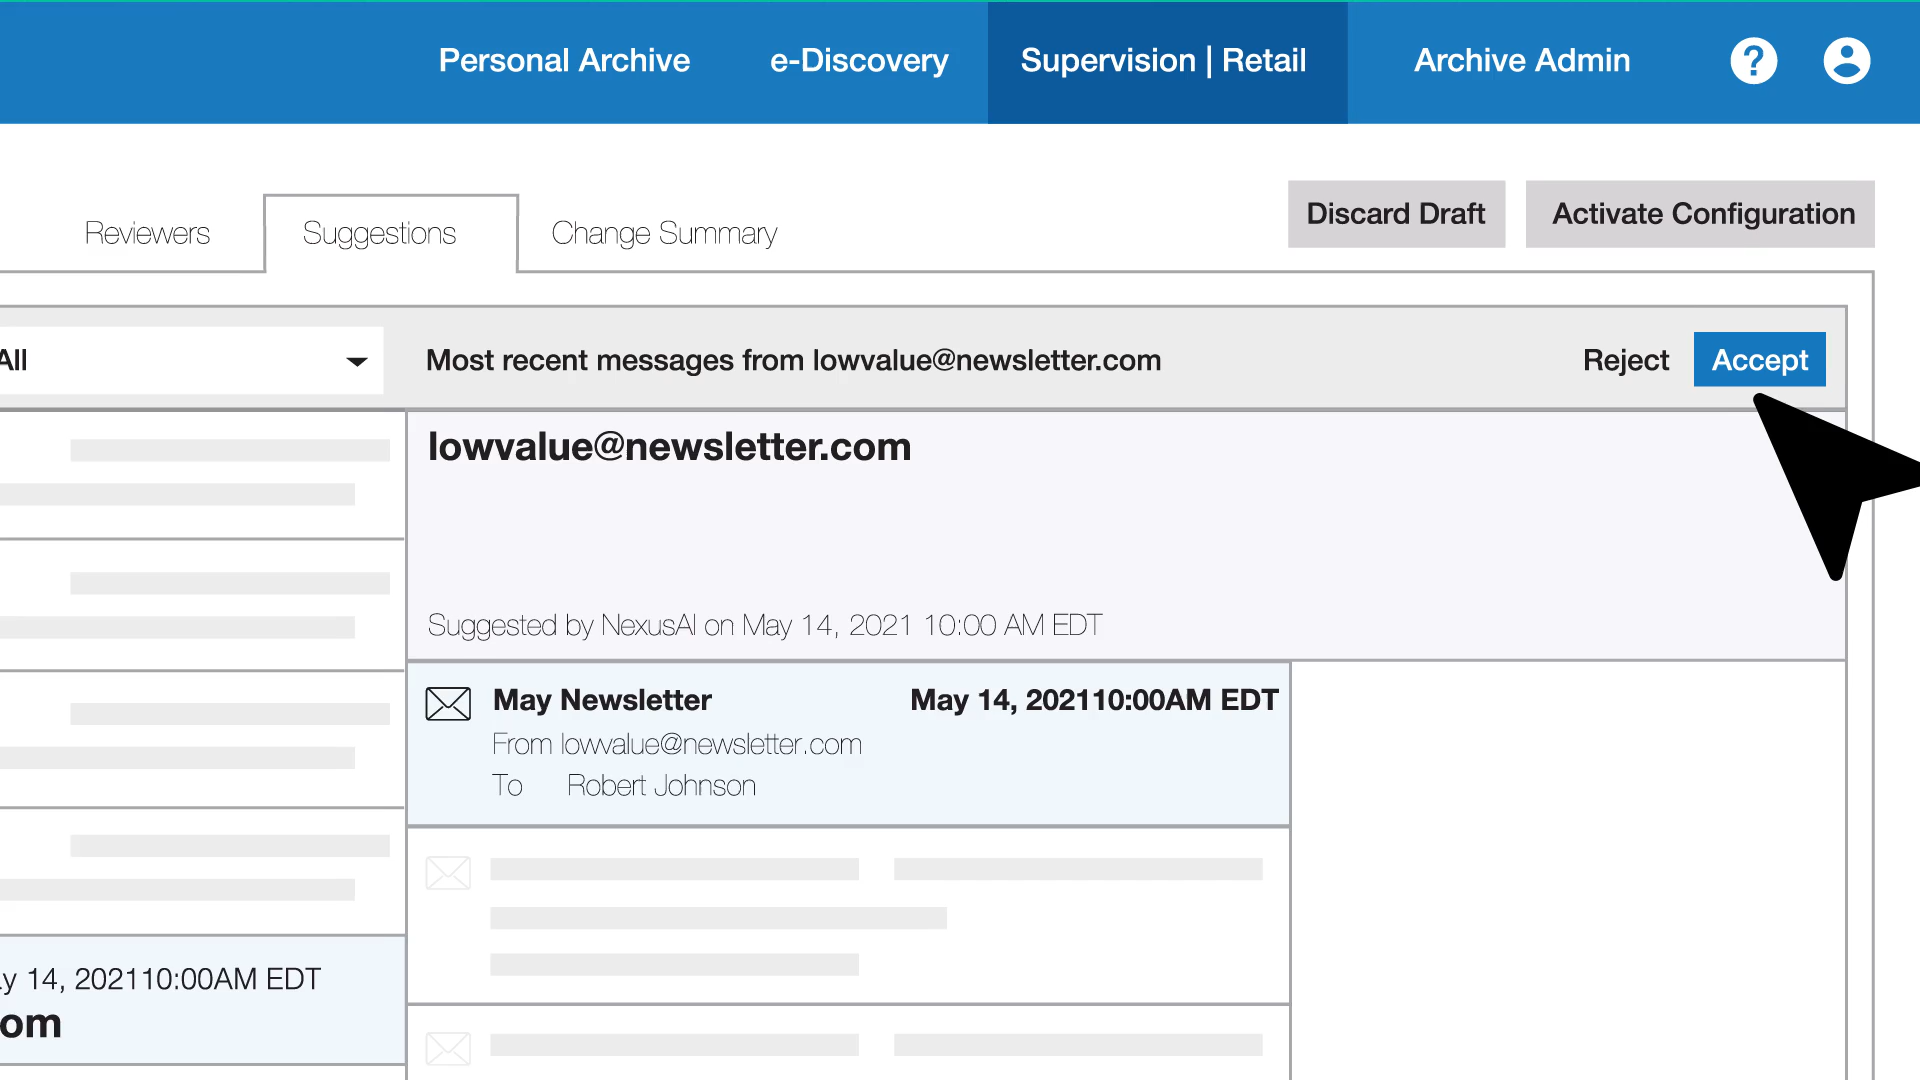 Personal Archive
e-Discovery
Supervision | Retail
Archive Admin
?
Reviewers
Suggestions
Change Summary
Discard Draft
Activate Configuration
All
Most recent messages from lowvalue@newsletter.com
Reject
Accept
lowvalue@newsletter.com
Suggested by NexusAI on May 14, 2021 10:00 AM EDT
May Newsletter
May 14, 202110:00AM EDT
From lowvalue@newsletter.com
To Robert Johnson
ay 14, 202110:00AM EDT
om